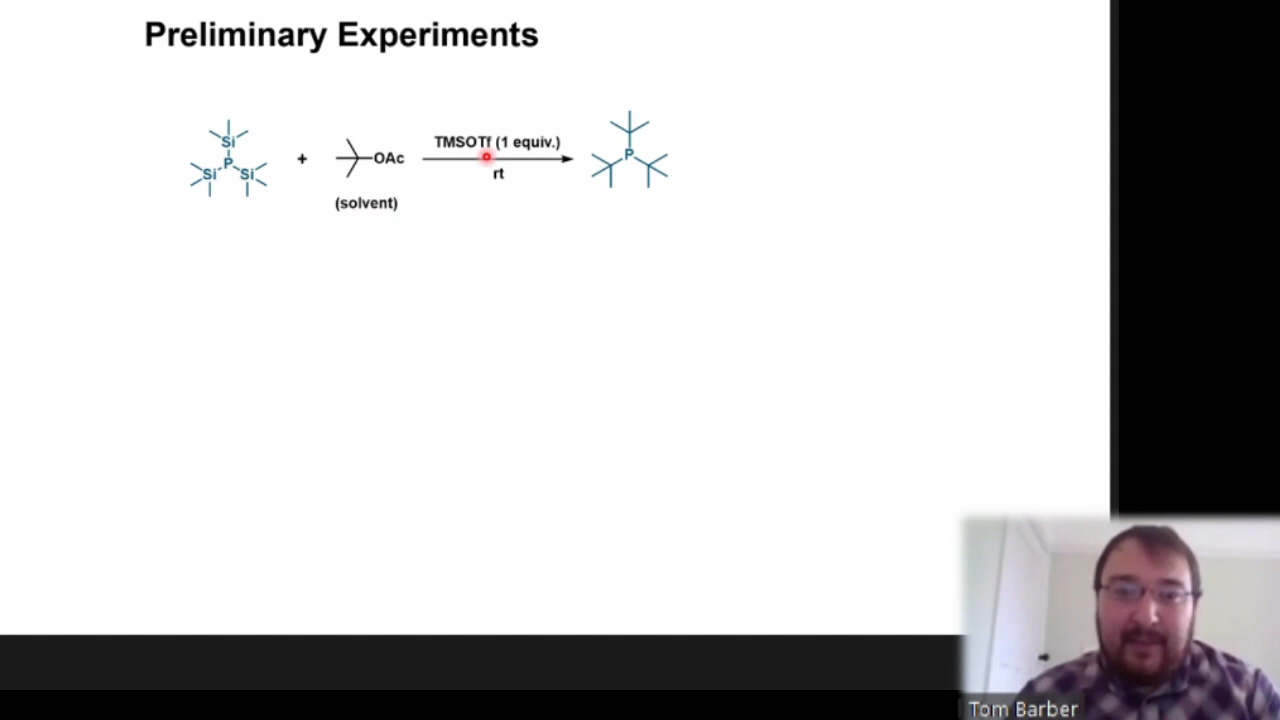 Preliminary Experiments
Si
P
Si
Si
+
OAc
(solvent)
TMSOTf (1 equiv.)
rt
P
Tom Barber